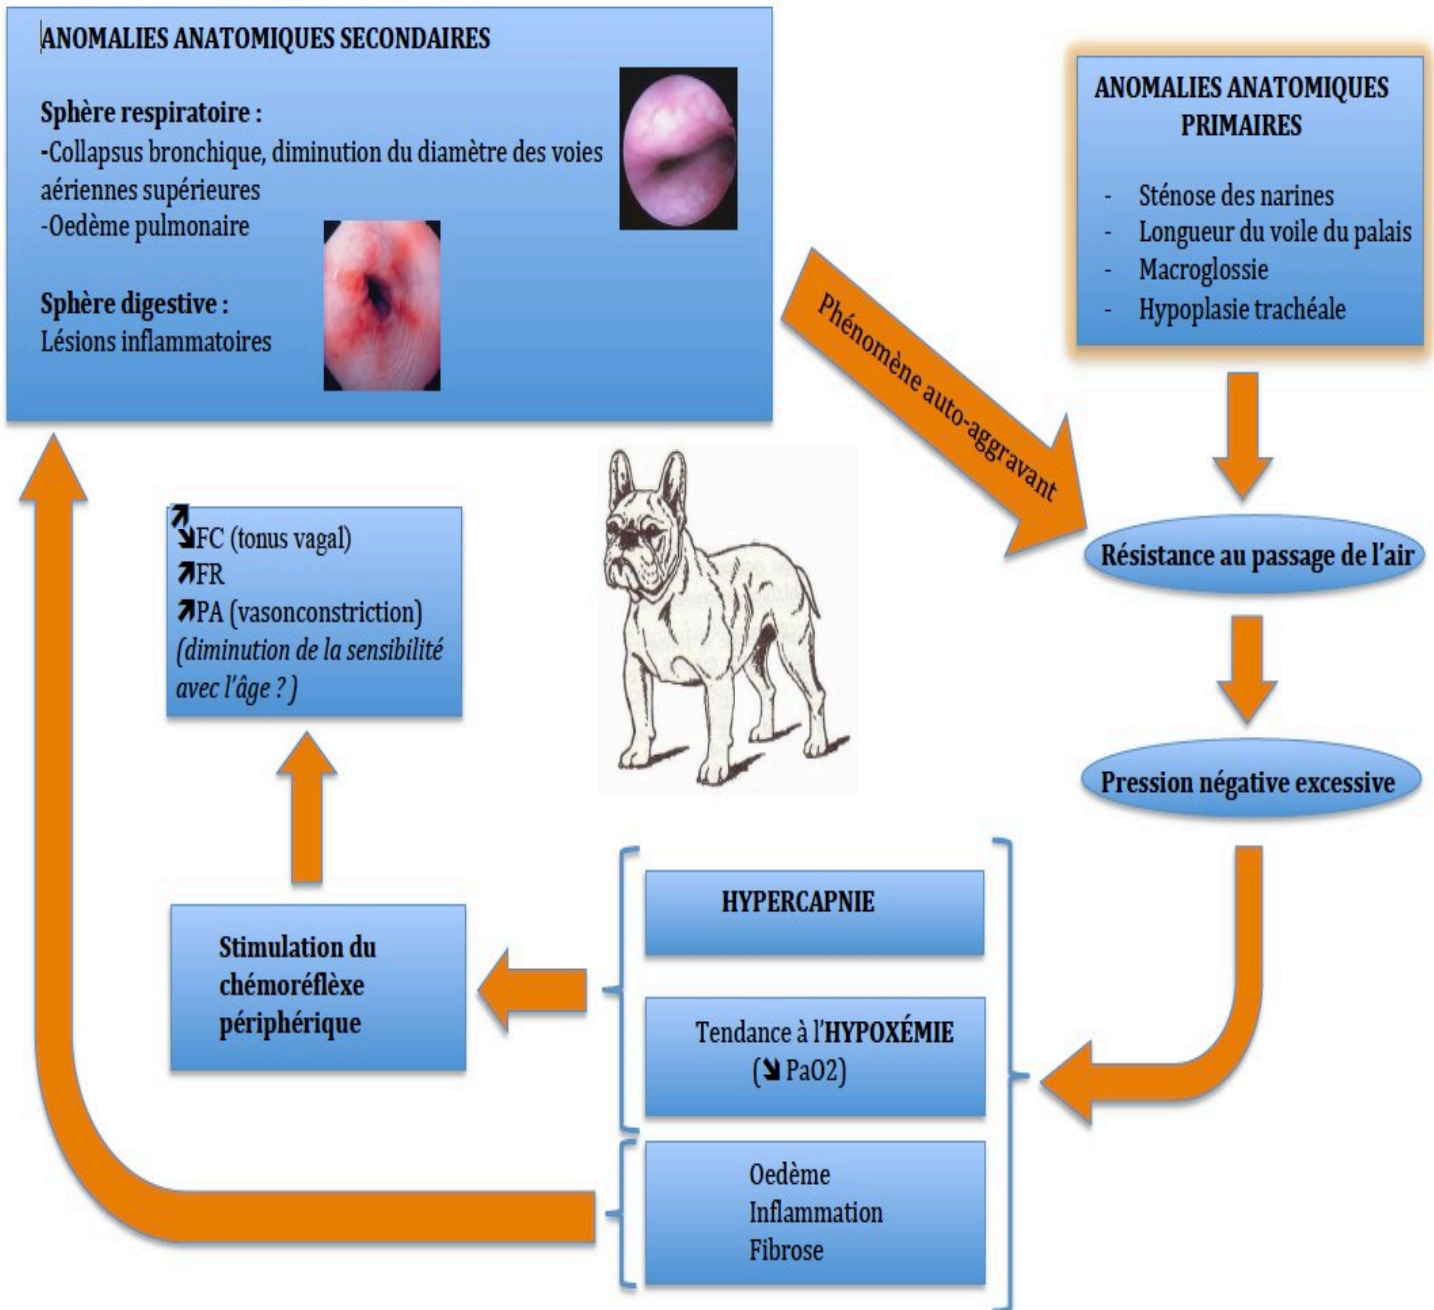 ANOMALIES ANATOMIQUES SECONDAIRES
Sphère respiratoire :
-Collapsus bronchique, diminution du diamètre des voies
aériennes supérieures
-Oedème pulmonaire
Sphère digestive :
Lésions inflammatoires
ANOMALIES ANATOMIQUES
PRIMAIRES
- Sténose des narines
- Longueur du voile du palais
- Macroglossie
- Hypoplasie trachéale
Phénomène auto-aggravant
Résistance au passage de l'air
Pression négative excessive
HYPERCAPNIE
Tendance à l'HYPOXÉMIE
(⬊ PaO2)
Oedème
Inflammation
Fibrose
Stimulation du
chémoréflèxe
périphérique
⬈
⬊FC (tonus vagal)
⬈FR
⬈PA (vasonconstriction)
(diminution de la sensibilité
avec l'âge ? )